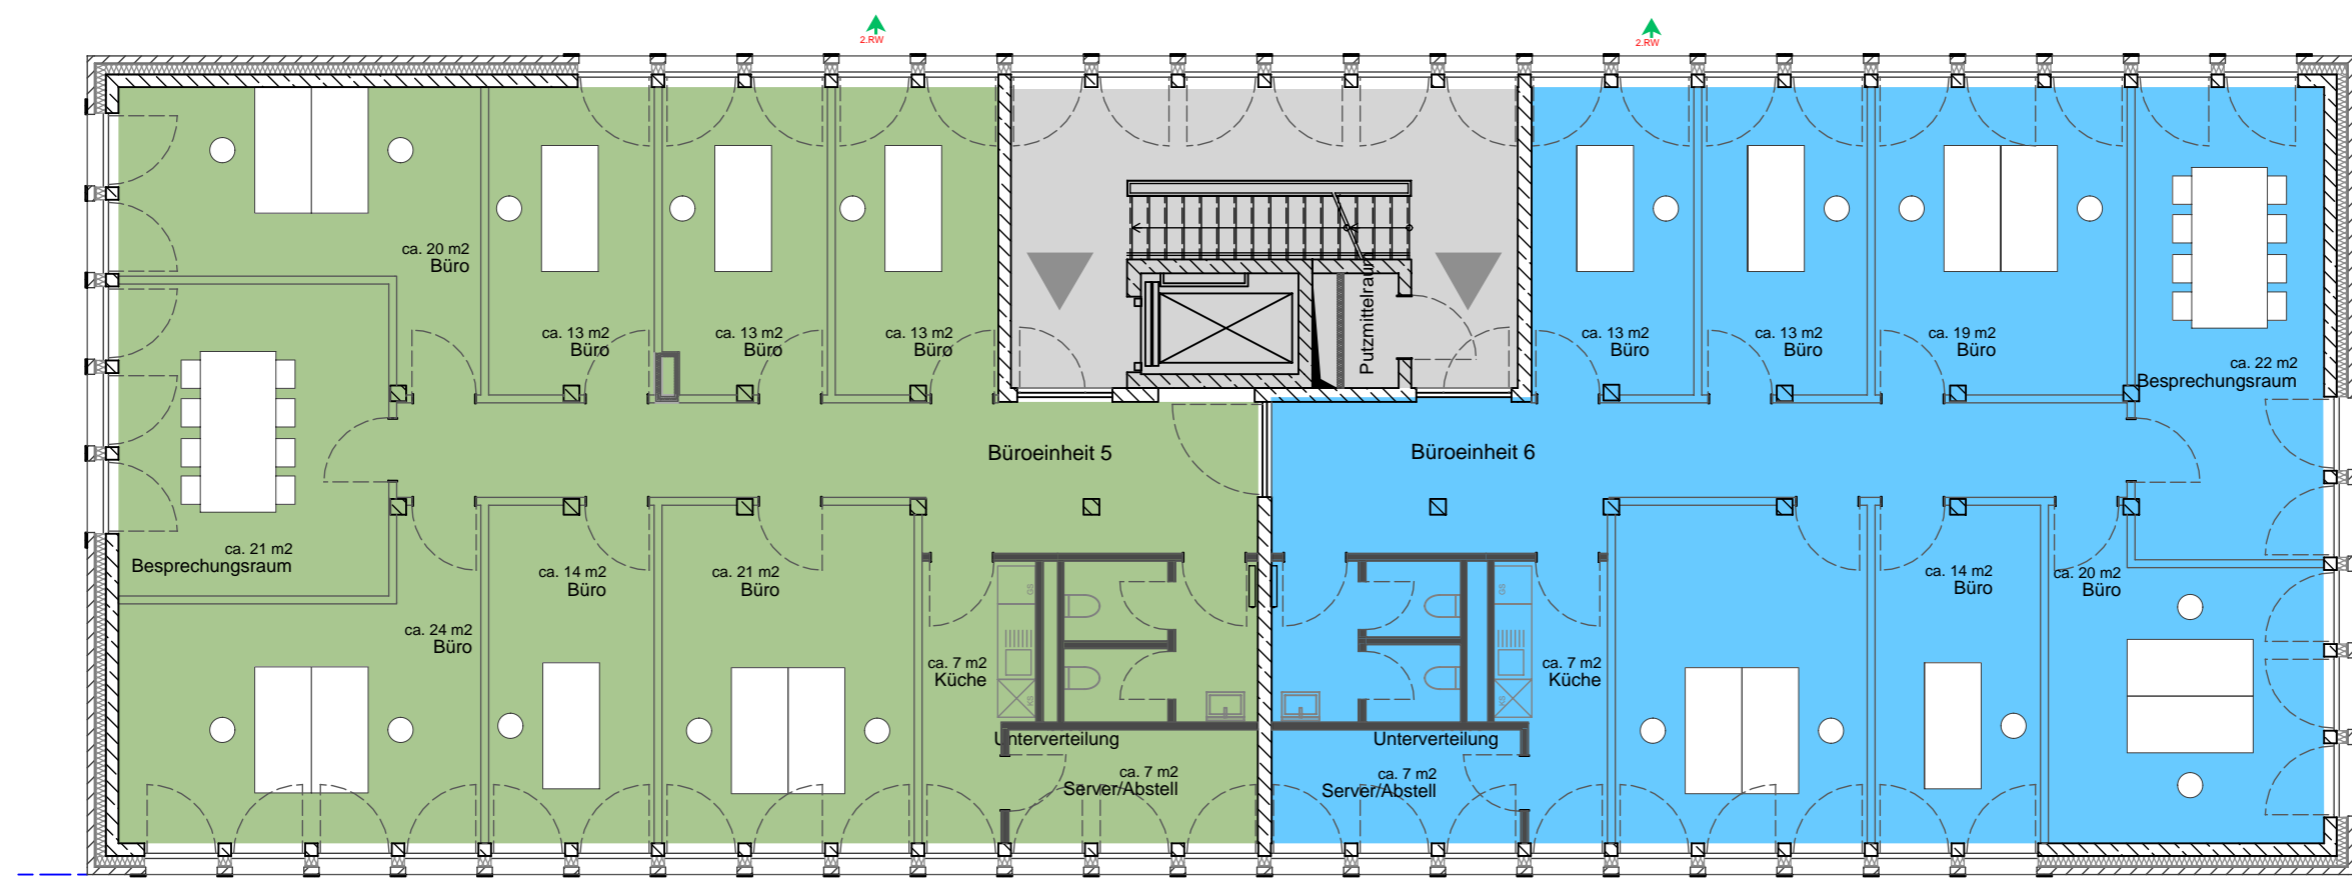 2.RW
2.RW
ca. 20 m2
Büro
ca. 13 m2
Büro
ca. 13 m2
Büro
ca. 13 m2
Büro
Putzmittelraum
ca. 13 m2
Büro
ca. 13 m2
Büro
ca. 19 m2
Büro
ca. 22 m2
Besprechungsraum
Büroeinheit 5
Büroeinheit 6
ca. 21 m2
Besprechungsraum
ca. 14 m2
Büro
ca. 21 m2
Büro
ca. 14 m2
Büro
ca. 20 m2
Büro
GS
GS
ca. 24 m2
Büro
ca. 7 m2
Küche
ca. 7 m2
Küche
KS
KS
Unterverteilung
Unterverteilung
ca. 7 m2
Server/Abstell
ca. 7 m2
Server/Abstell